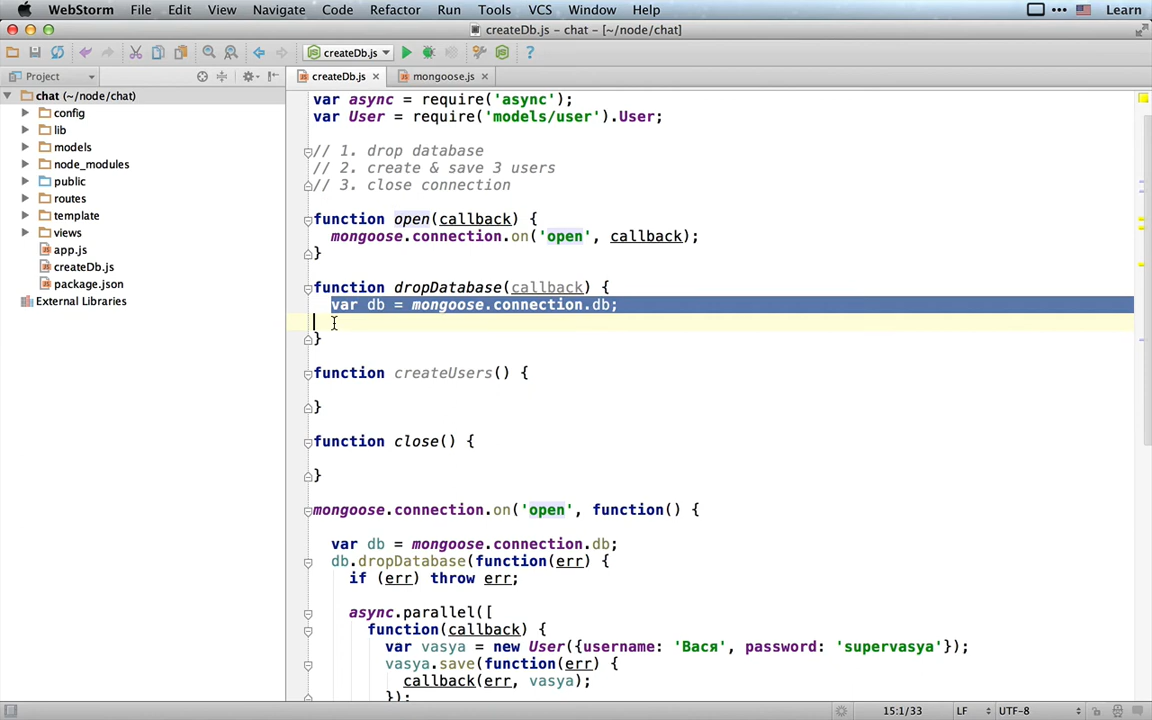 WebStorm File Edit View Navigate Code Refactor Run Tools VCS Window Help Learn
createDb.js - chat - [~/node/chat]
createDb.js
Project createDb.js mongoose.js
chat (~/node/chat)
config
lib
models
node_modules
public
routes
template
views
app.js
createDb.js
package.json
External Libraries
var async = require('async');
var User = require('models/user').User;
// 1. drop database
// 2. create & save 3 users
// 3. close connection
function open(callback) {
mongoose.connection.on('open', callback);
}
function dropDatabase(callback) {
var db = mongoose.connection.db;
}
function createUsers() {
}
function close() {
}
mongoose.connection.on('open', function() {
var db = mongoose.connection.db;
db.dropDatabase(function(err) {
if (err) throw err;
async.parallel([
function(callback) {
var vasya = new User({username: 'Вася', password: 'supervasya'});
vasya.save(function(err) {
callback(err, vasya);
});
15:1/33 LF UTF-8